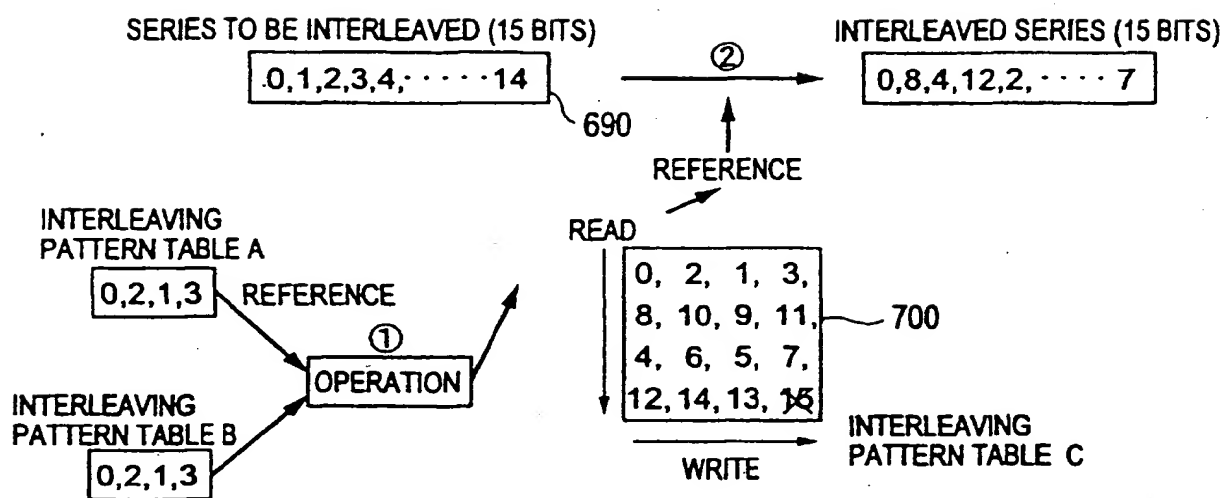 SERIES TO BE INTERLEAVED (15 BITS)
0,1,2,3,4,·····14
690
②
INTERLEAVED SERIES (15 BITS)
0,8,4,12,2,···· 7
REFERENCE
INTERLEAVING
PATTERN TABLE A
0,2,1,3
REFERENCE
①
OPERATION
INTERLEAVING
PATTERN TABLE B
0,2,1,3
READ
0, 2, 1, 3,
8, 10, 9, 11,
4, 6, 5, 7,
12, 14, 13, 15
700
WRITE
INTERLEAVING
PATTERN TABLE C